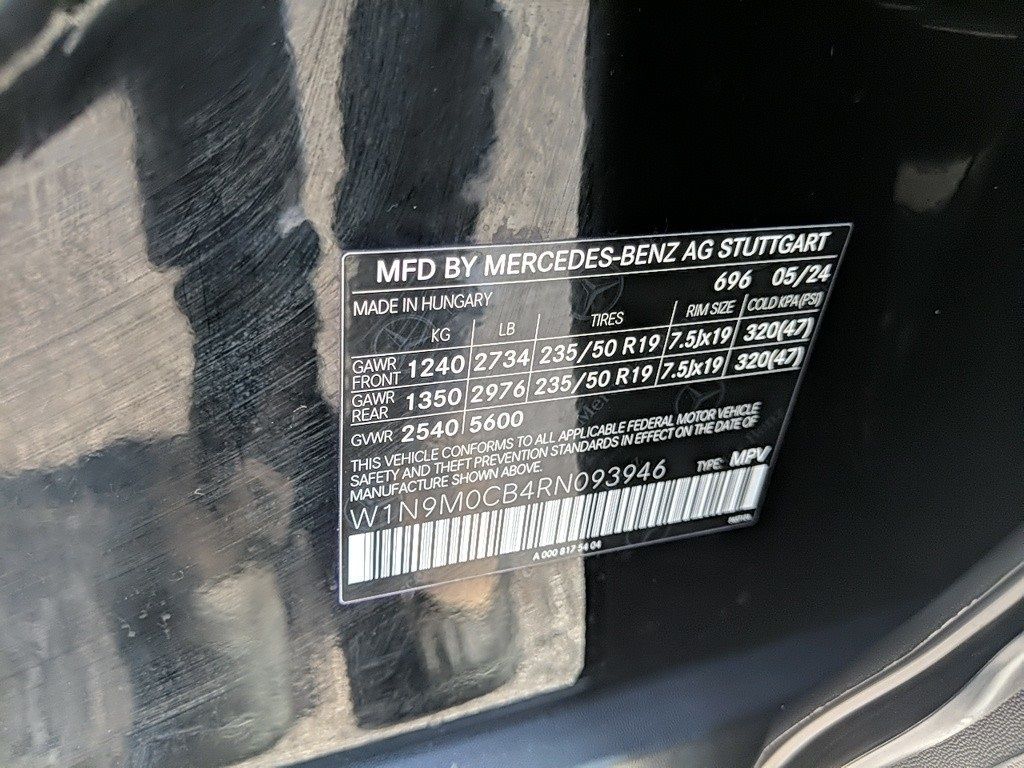 MFD BY MERCEDES-BENZ AG STUTTGART
696 05/24
MADE IN HUNGARY
KG LB TIRES RIM SIZE COLD KPA(PSI)
GAWR FRONT 1240 2734 235/50 R19 7.5Jx19 320(47)
GAWR REAR 1350 2976 235/50 R19 7.5Jx19 320(47)
GVWR 2540 5600
THIS VEHICLE CONFORMS TO ALL APPLICABLE FEDERAL MOTOR VEHICLE
SAFETY AND THEFT PREVENTION STANDARDS IN EFFECT ON THE DATE OF
MANUFACTURE SHOWN ABOVE.
W1N9M0CB4RN093946 TYPE: MPV
A 000 817 54 04